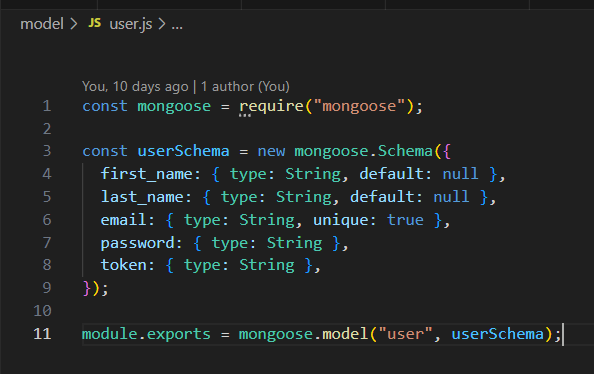 model > JS user.js > ...
You, 10 days ago | 1 author (You)
1 const mongoose = require("mongoose");
2
3 const userSchema = new mongoose.Schema({
4   first_name: { type: String, default: null },
5   last_name: { type: String, default: null },
6   email: { type: String, unique: true },
7   password: { type: String },
8   token: { type: String },
9 });
10
11 module.exports = mongoose.model("user", userSchema);